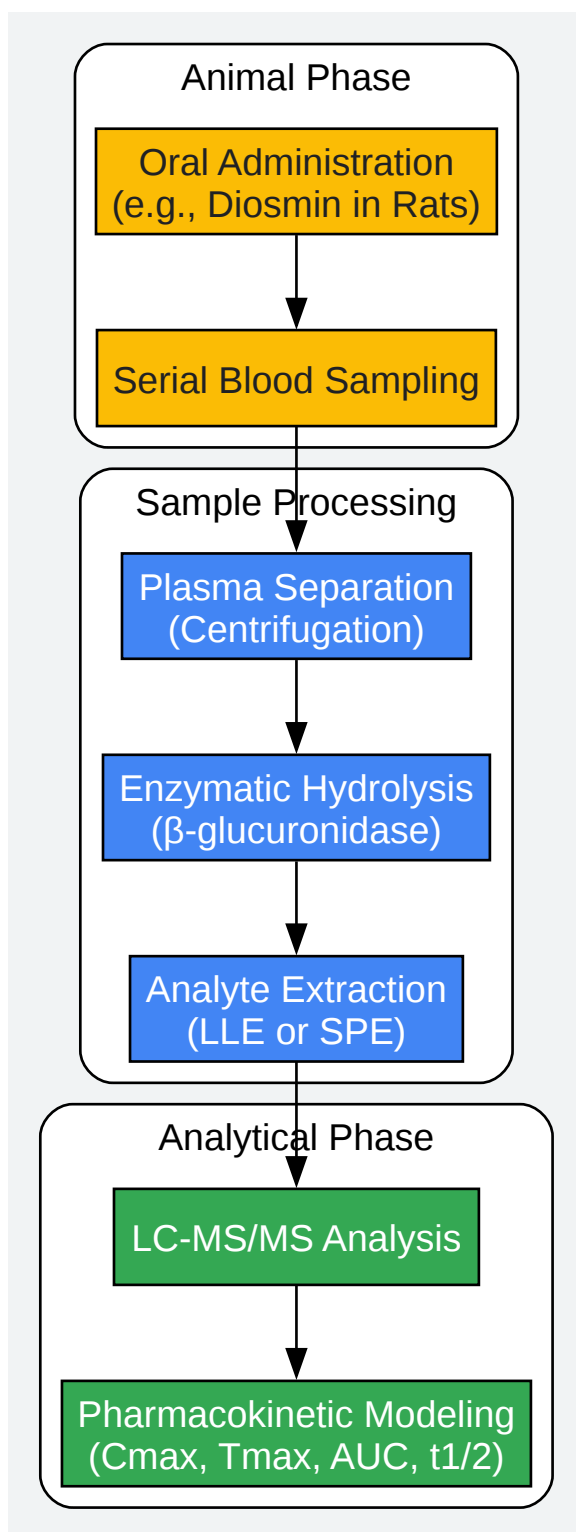 Animal Phase
Oral Administration
(e.g., Diosmin in Rats)
Serial Blood Sampling
Sample Processing
Plasma Separation
(Centrifugation)
Enzymatic Hydrolysis
(β-glucuronidase)
Analyte Extraction
(LLE or SPE)
Analytical Phase
LC-MS/MS Analysis
Pharmacokinetic Modeling
(Cmax, Tmax, AUC, t1/2)